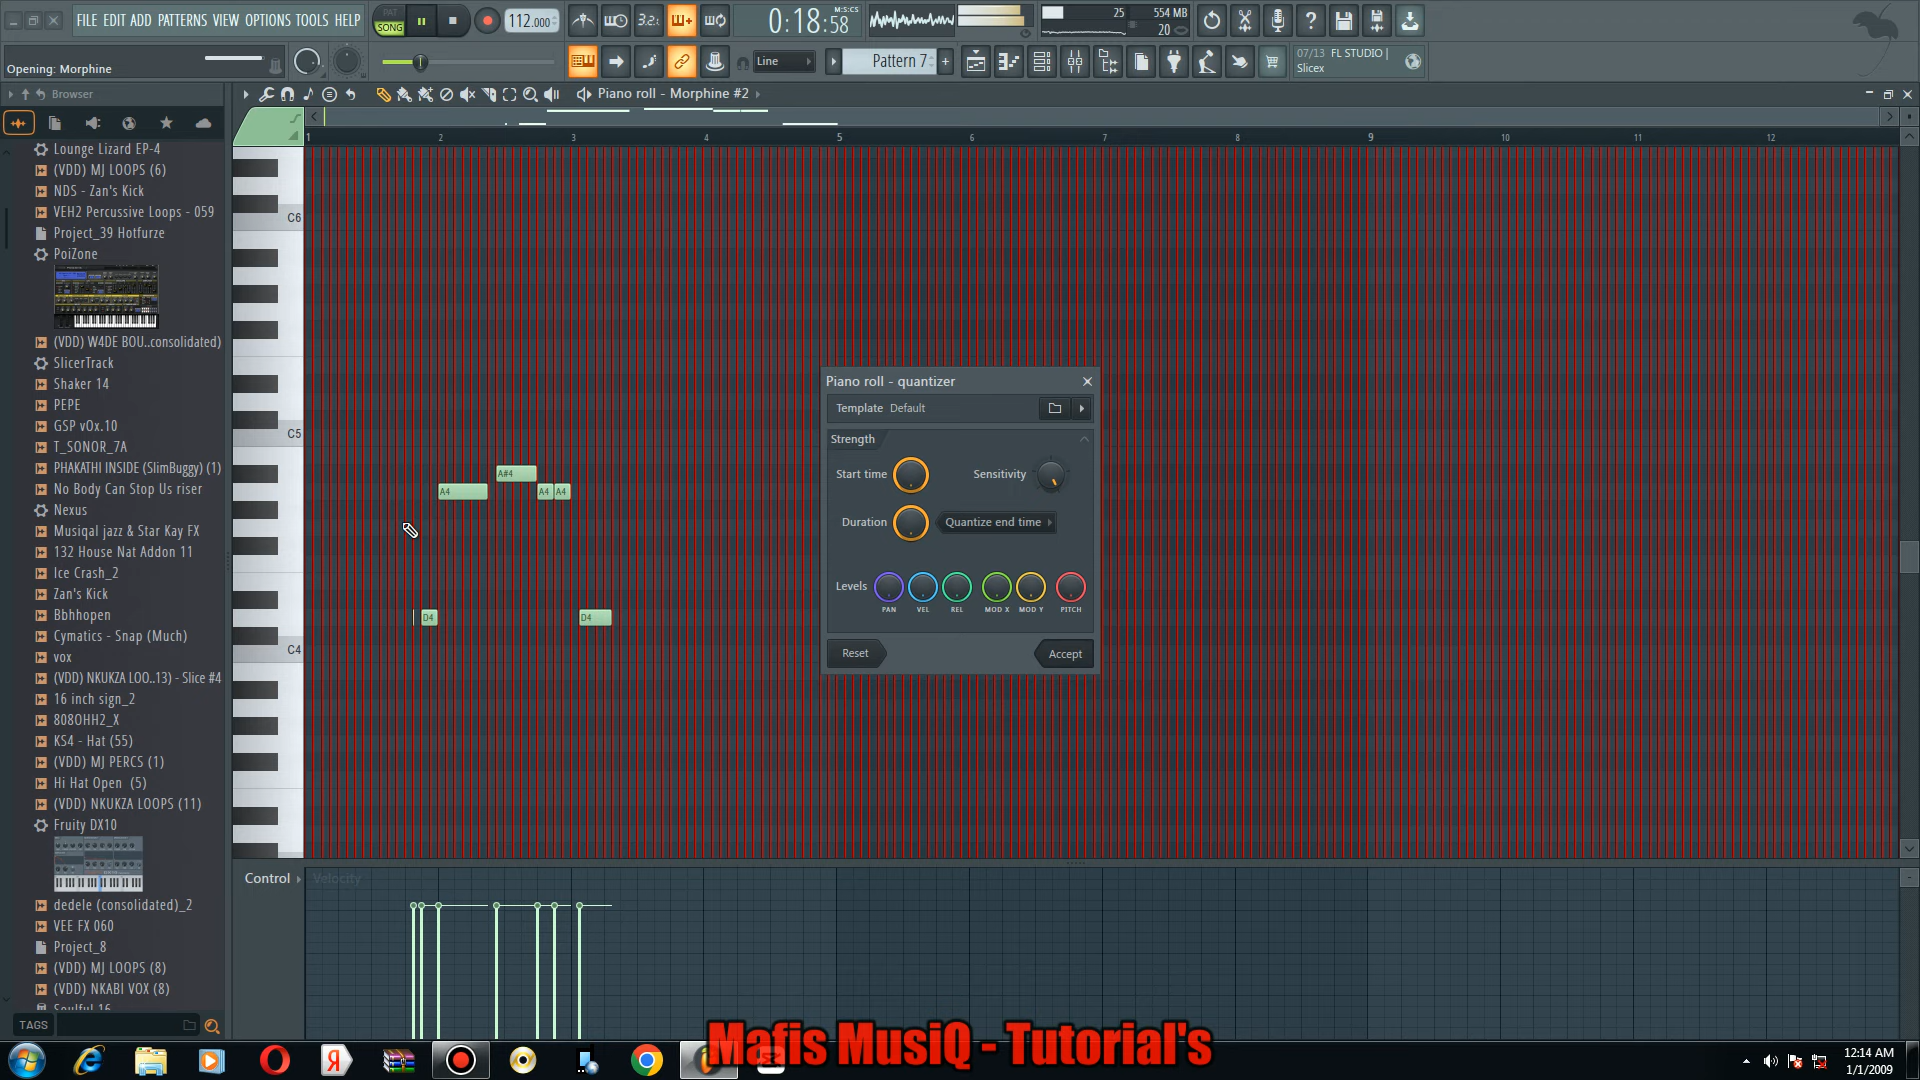 FILE EDIT ADD PATTERNS VIEW OPTIONS TOOLS HELP
PAT
SONG
112.000
3.2.
0:18:58
M:S:CS
25
554 MB
20
Opening: Morphine
Line
Pattern 7
07/13 FL STUDIO |
Slicex
Browser
Piano roll - Morphine #2
1 2 3 4 5 6 7 8 9 10 11 12
Lounge Lizard EP-4
(VDD) MJ LOOPS (6)
NDS - Zan's Kick
VEH2 Percussive Loops - 059
Project_39 Hotfurze
PoiZone
(VDD) W4DE BOU..consolidated)
SlicerTrack
Shaker 14
PEPE
GSP vOx.10
T_SONOR_7A
PHAKATHI INSIDE (SlimBuggy) (1)
No Body Can Stop Us riser
Nexus
Musiqal jazz & Star Kay FX
132 House Nat Addon 11
Ice Crash_2
Zan's Kick
Bbhhopen
Cymatics - Snap (Much)
vox
(VDD) NKUKZA LOO..13) - Slice #4
16 inch sign_2
808OHH2_X
KS4 - Hat (55)
(VDD) MJ PERCS (1)
Hi Hat Open (5)
(VDD) NKUKZA LOOPS (11)
Fruity DX10
dedele (consolidated)_2
VEE FX 060
Project_8
(VDD) MJ LOOPS (8)
(VDD) NKABI VOX (8)
Soulful 16
TAGS
C6
C5
C4
A#4
A4
A4
A4
D4
D4
Piano roll - quantizer
Template Default
Strength
Start time
Sensitivity
Duration
Quantize end time
Levels
PAN VEL REL MOD X MOD Y PITCH
Reset
Accept
Control
Velocity
Mafis MusiQ - Tutorial's
12:14 AM
1/1/2009